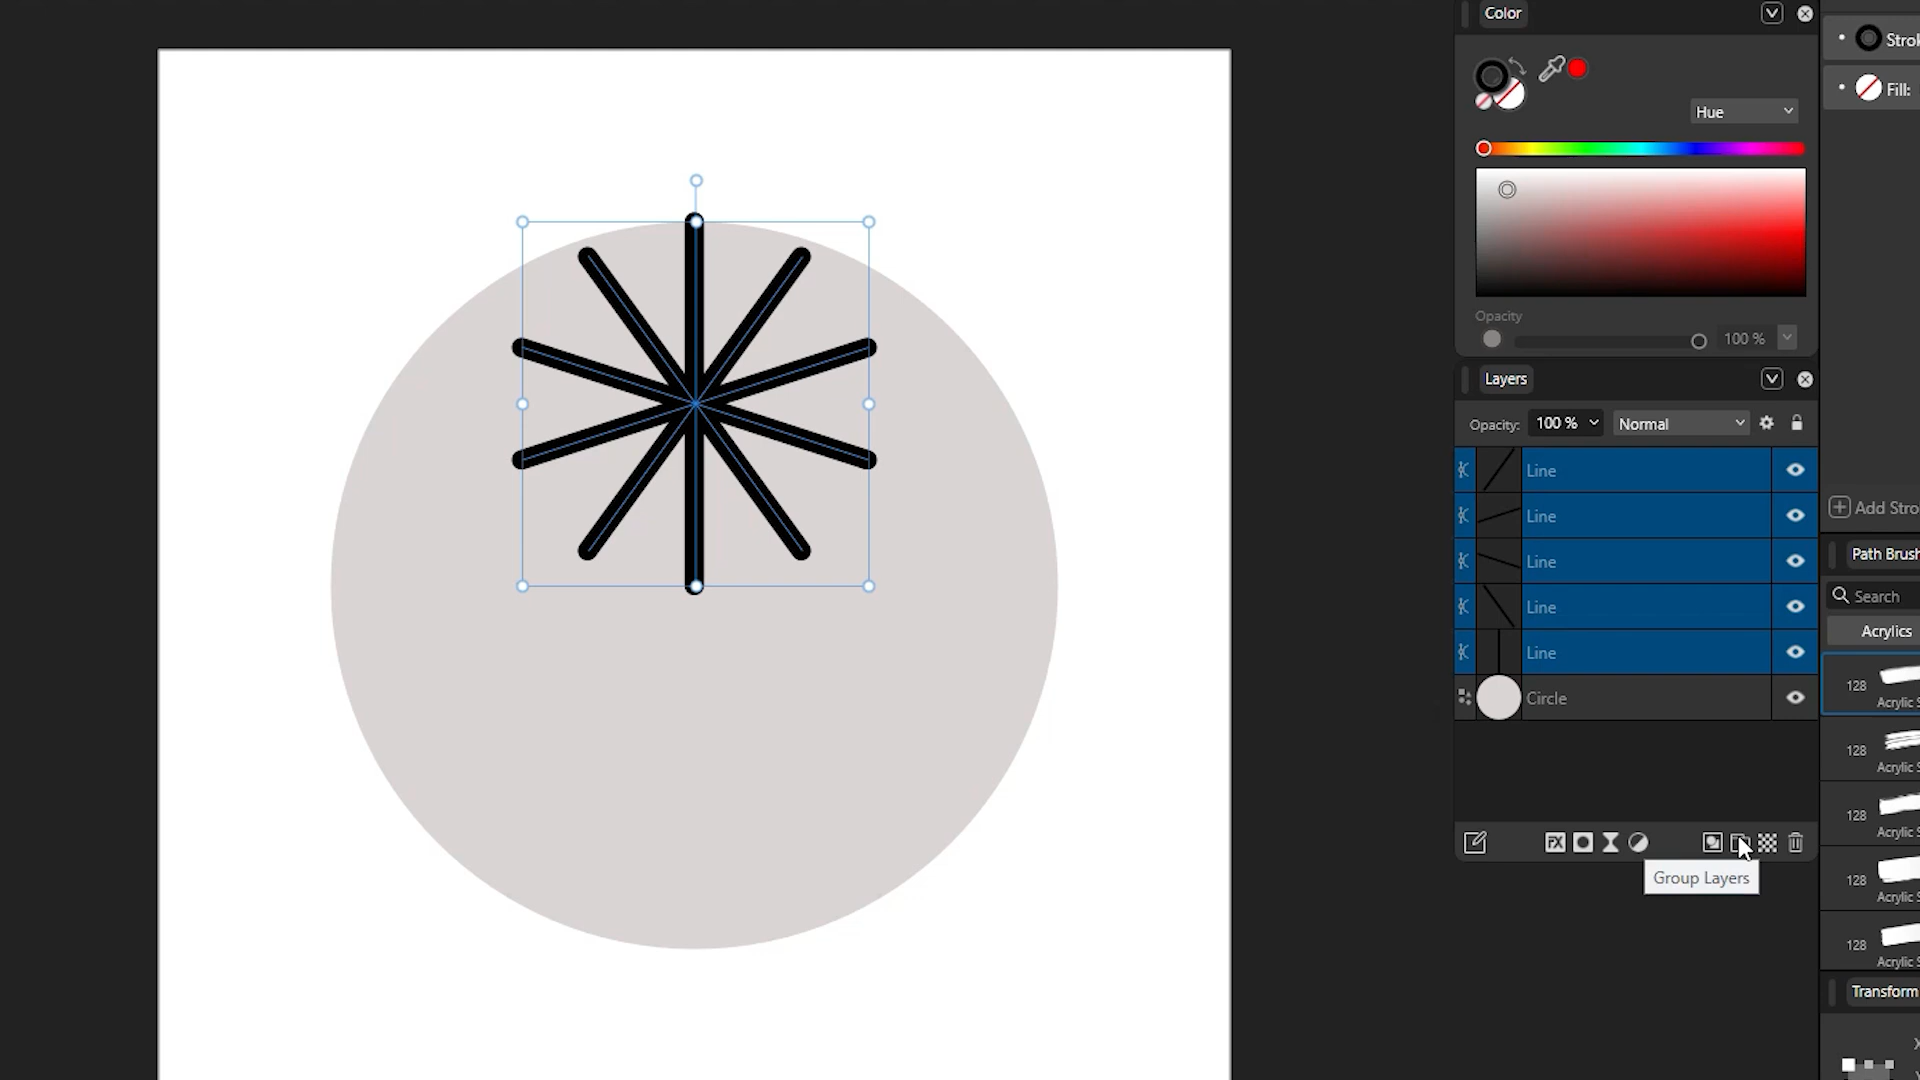 Color
Stro
Fill:
Hue
Opacity
100 %
Layers
Opacity:
100 %
Normal
Line
Line
Line
Line
Line
Circle
Group Layers
Add Stro
Path Brush
Search
Acrylics
128
Acrylic S
128
Acrylic S
128
Acrylic S
128
Acrylic S
128
Acrylic S
Transform